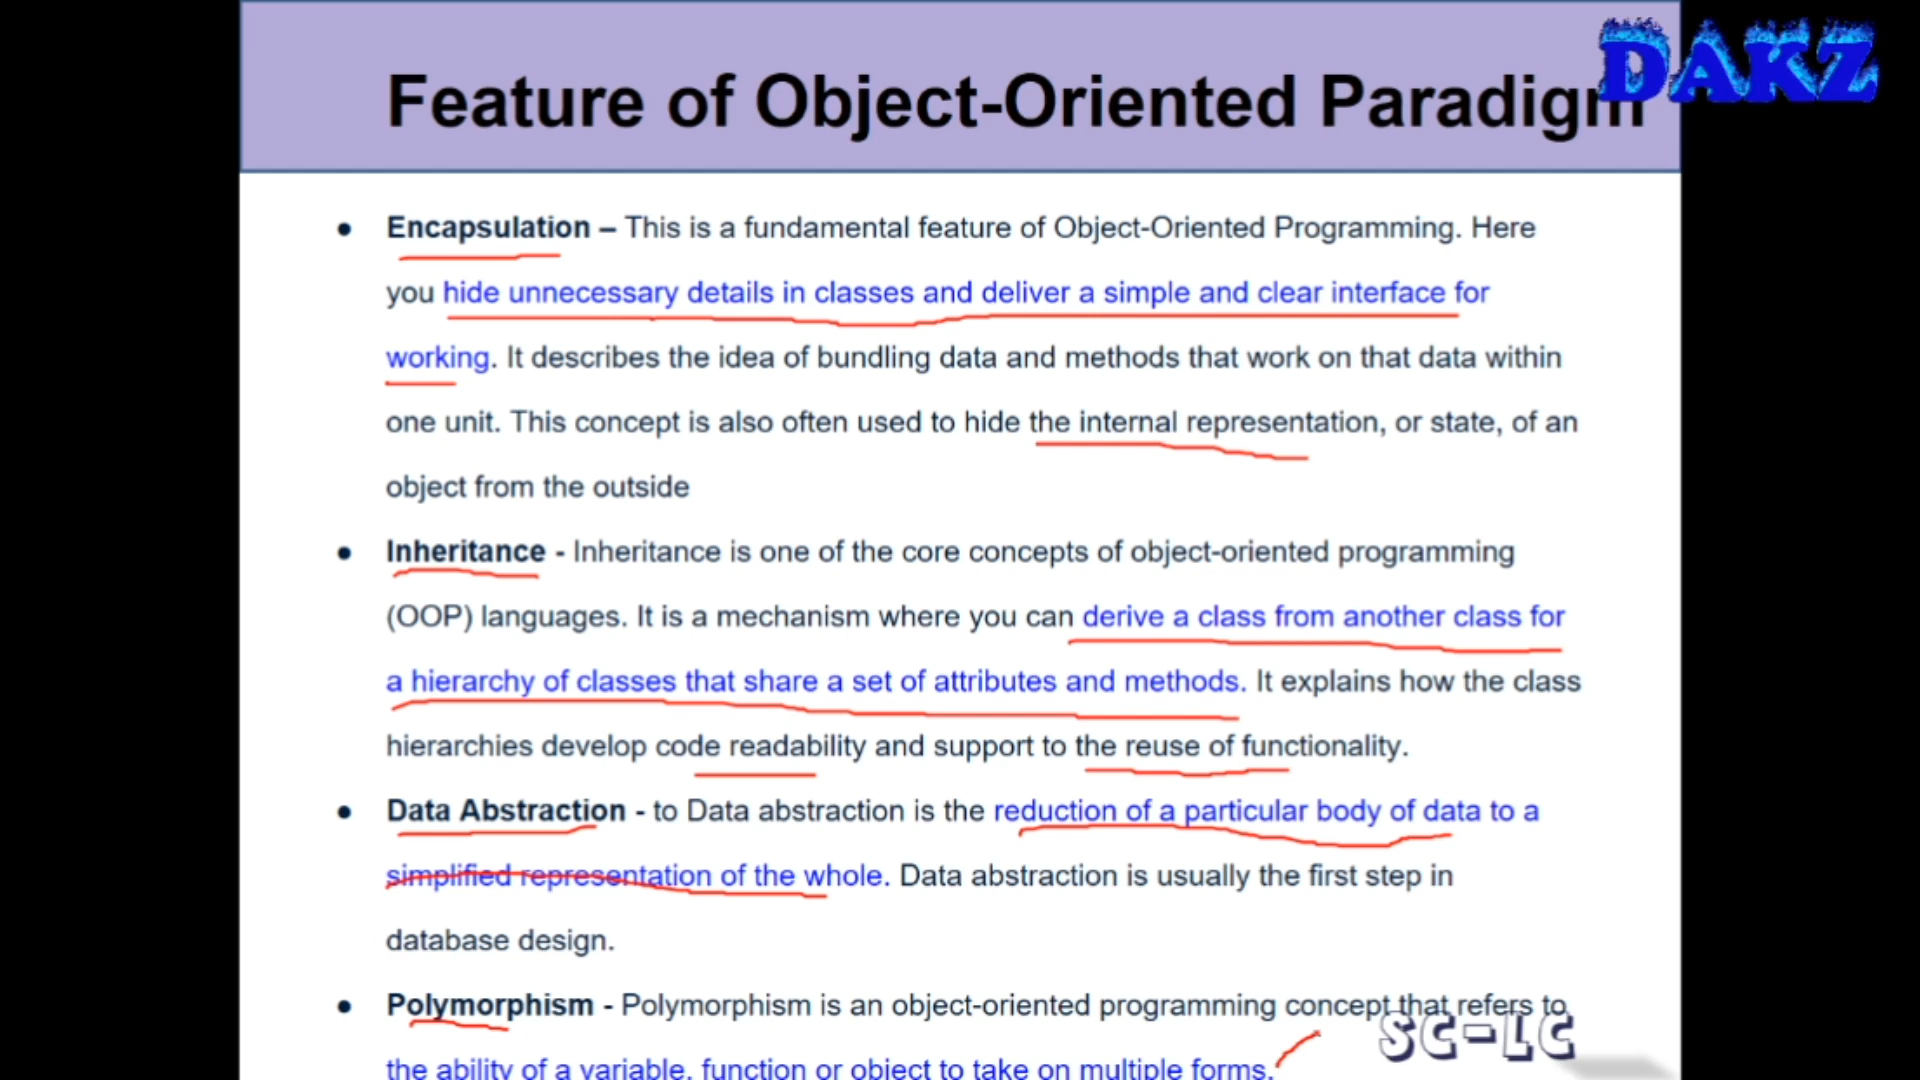 Feature of Object-Oriented Paradigm
DAKZ
● Encapsulation – This is a fundamental feature of Object-Oriented Programming. Here
you hide unnecessary details in classes and deliver a simple and clear interface for
working. It describes the idea of bundling data and methods that work on that data within
one unit. This concept is also often used to hide the internal representation, or state, of an
object from the outside
● Inheritance - Inheritance is one of the core concepts of object-oriented programming
(OOP) languages. It is a mechanism where you can derive a class from another class for
a hierarchy of classes that share a set of attributes and methods. It explains how the class
hierarchies develop code readability and support to the reuse of functionality.
● Data Abstraction - to Data abstraction is the reduction of a particular body of data to a
simplified representation of the whole. Data abstraction is usually the first step in
database design.
● Polymorphism - Polymorphism is an object-oriented programming concept that refers to
the ability of a variable, function or object to take on multiple forms.
SC-LC